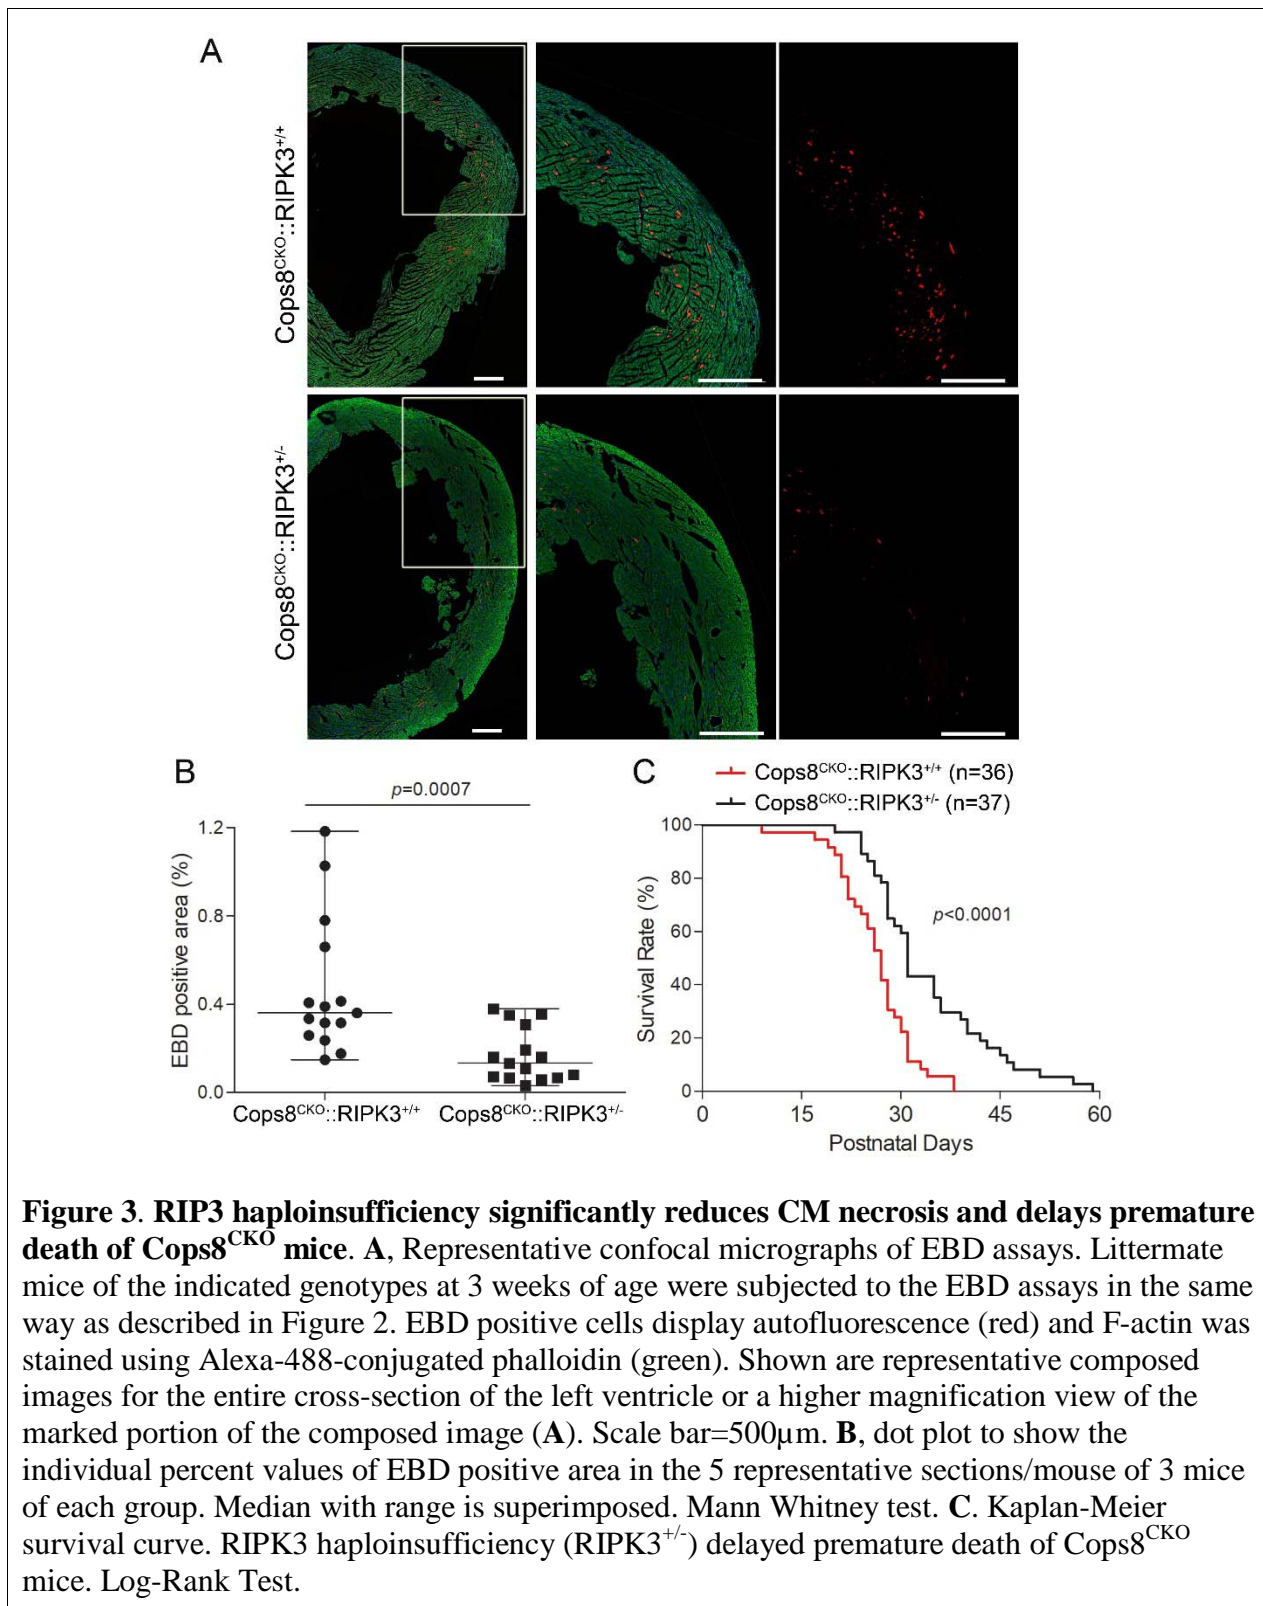 A
Cops8CKO::RIPK3+/+
Cops8CKO::RIPK3+/-
B
p=0.0007
EBD positive area (%)
1.2
0.8
0.4
0.0
Cops8CKO::RIPK3+/+
Cops8CKO::RIPK3+/-
C
Cops8CKO::RIPK3+/+ (n=36)
Cops8CKO::RIPK3+/- (n=37)
p<0.0001
Survival Rate (%)
100
80
60
40
20
0
0 15 30 45 60
Postnatal Days
Figure 3. RIP3 haploinsufficiency significantly reduces CM necrosis and delays premature
death of Cops8CKO mice. A, Representative confocal micrographs of EBD assays. Littermate
mice of the indicated genotypes at 3 weeks of age were subjected to the EBD assays in the same
way as described in Figure 2. EBD positive cells display autofluorescence (red) and F-actin was
stained using Alexa-488-conjugated phalloidin (green). Shown are representative composed
images for the entire cross-section of the left ventricle or a higher magnification view of the
marked portion of the composed image (A). Scale bar=500µm. B, dot plot to show the
individual percent values of EBD positive area in the 5 representative sections/mouse of 3 mice
of each group. Median with range is superimposed. Mann Whitney test. C. Kaplan-Meier
survival curve. RIPK3 haploinsufficiency (RIPK3+/-) delayed premature death of Cops8CKO
mice. Log-Rank Test.